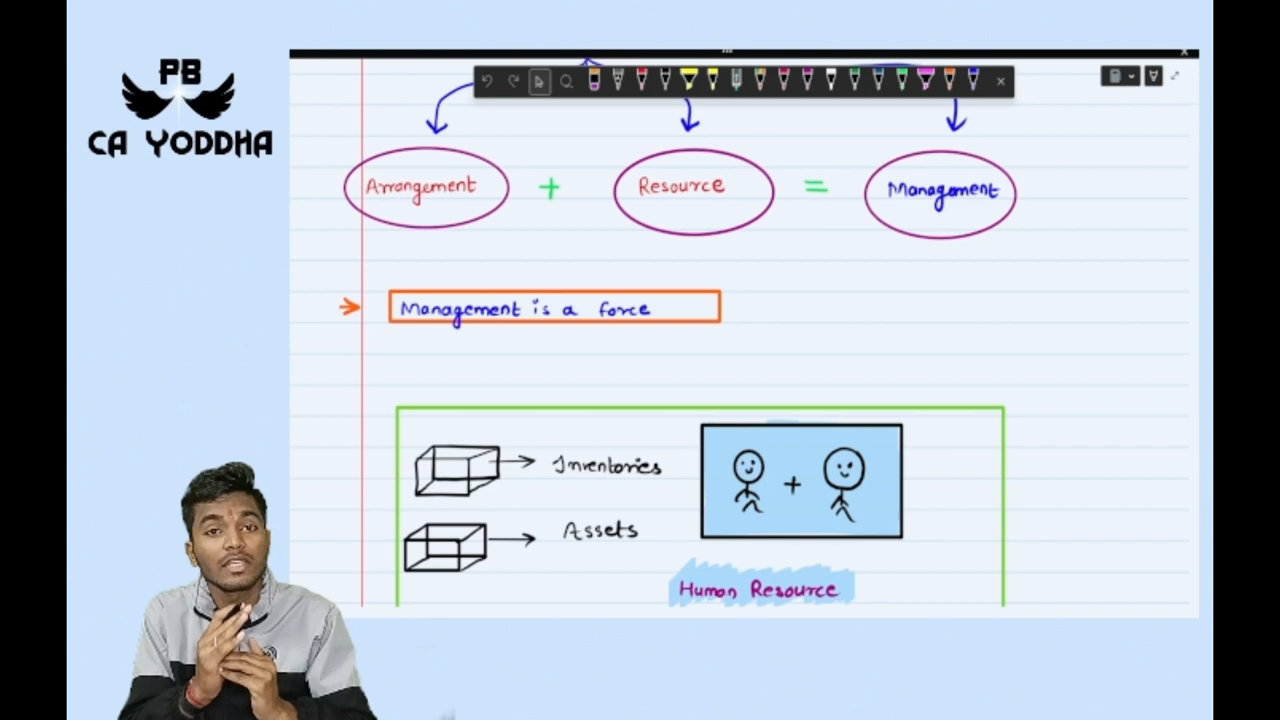 PB
CA YODDHA
Arrangement + Resource = Management
Management is a force
Inventories
+
Assets
Human Resource